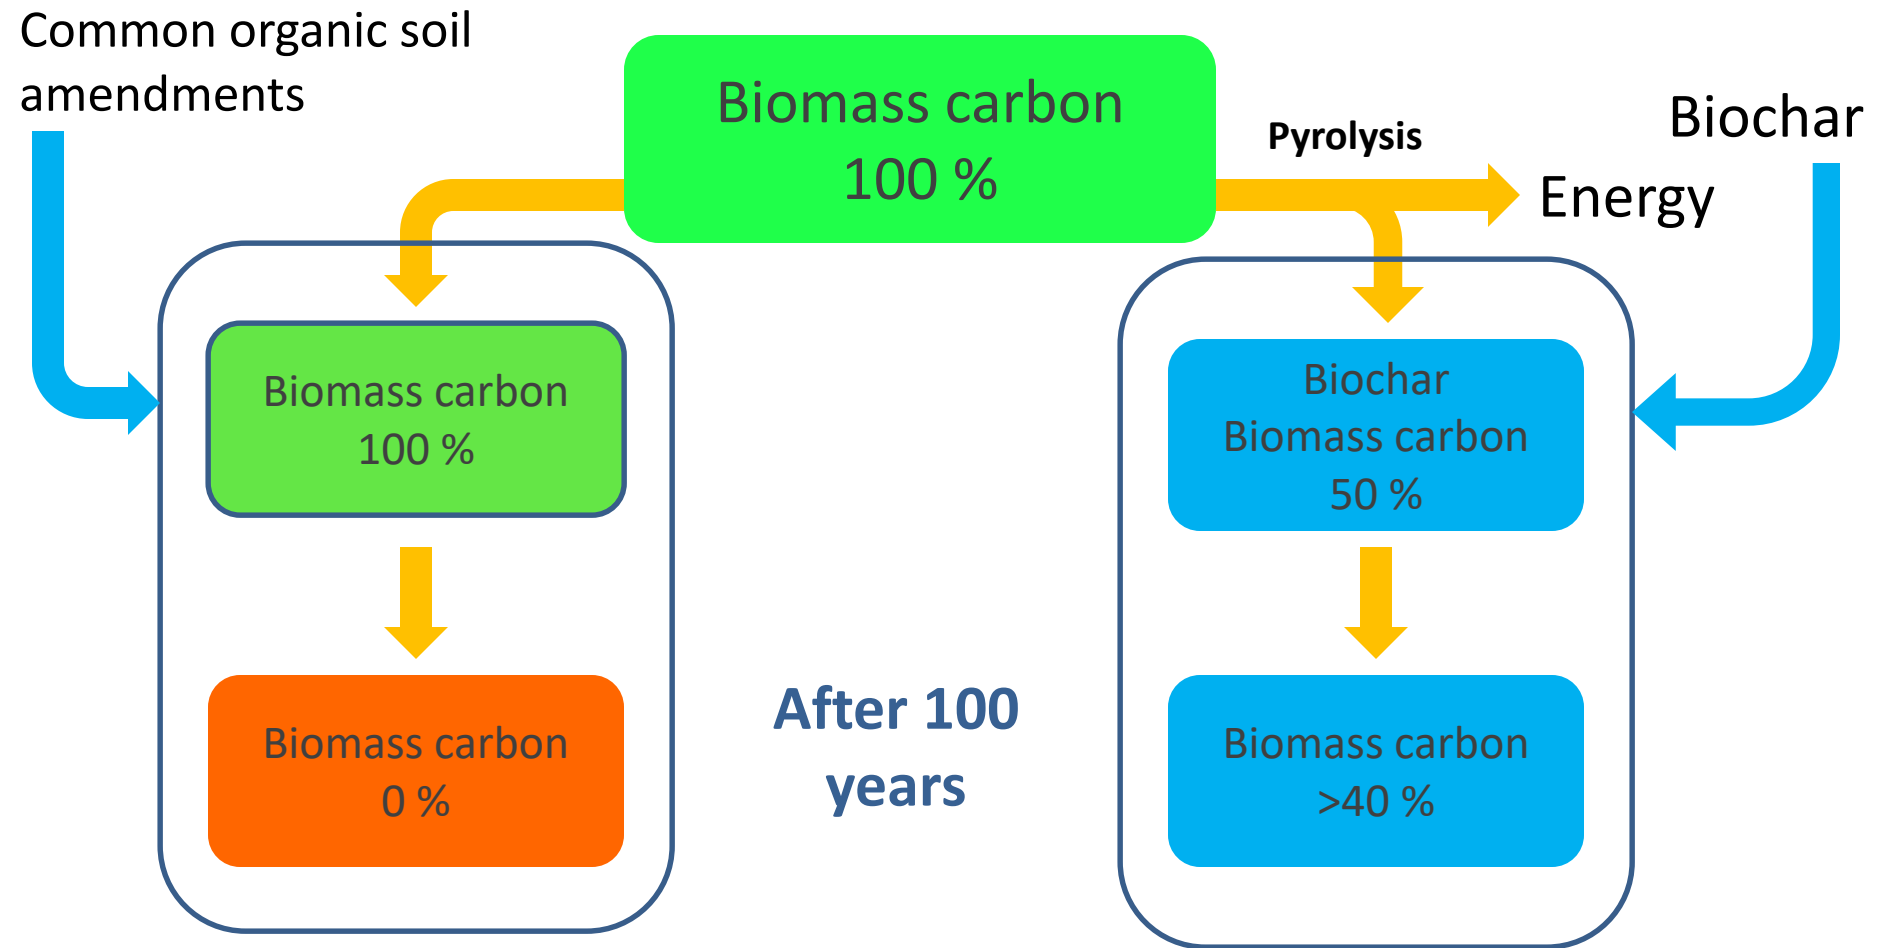 Common organic soil
amendments
Biomass carbon
100 %
Pyrolysis
Biochar
Energy
Biomass carbon
100 %
Biochar
Biomass carbon
50 %
After 100
years
Biomass carbon
0 %
Biomass carbon
>40 %